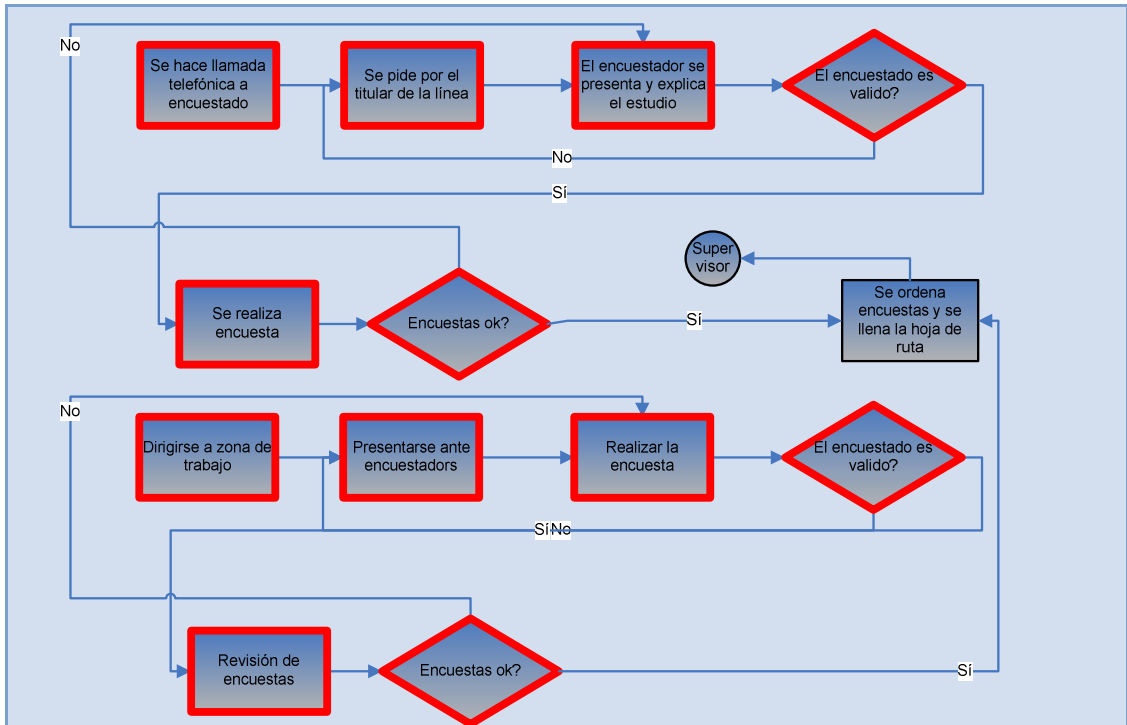 No
Se hace llamada
telefónica a
encuestado
Se pide por el
titular de la línea
El encuestador se
presenta y explica
el estudio
El encuestado es
valido?
No
Sí
Super
visor
Se realiza
encuesta
Encuestas ok?
Sí
Se ordena
encuestas y se
llena la hoja de
ruta
No
Dirigirse a zona de
trabajo
Presentarse ante
encuestadors
Realizar la
encuesta
El encuestado es
valido?
Sí
No
Revisión de
encuestas
Encuestas ok?
Sí